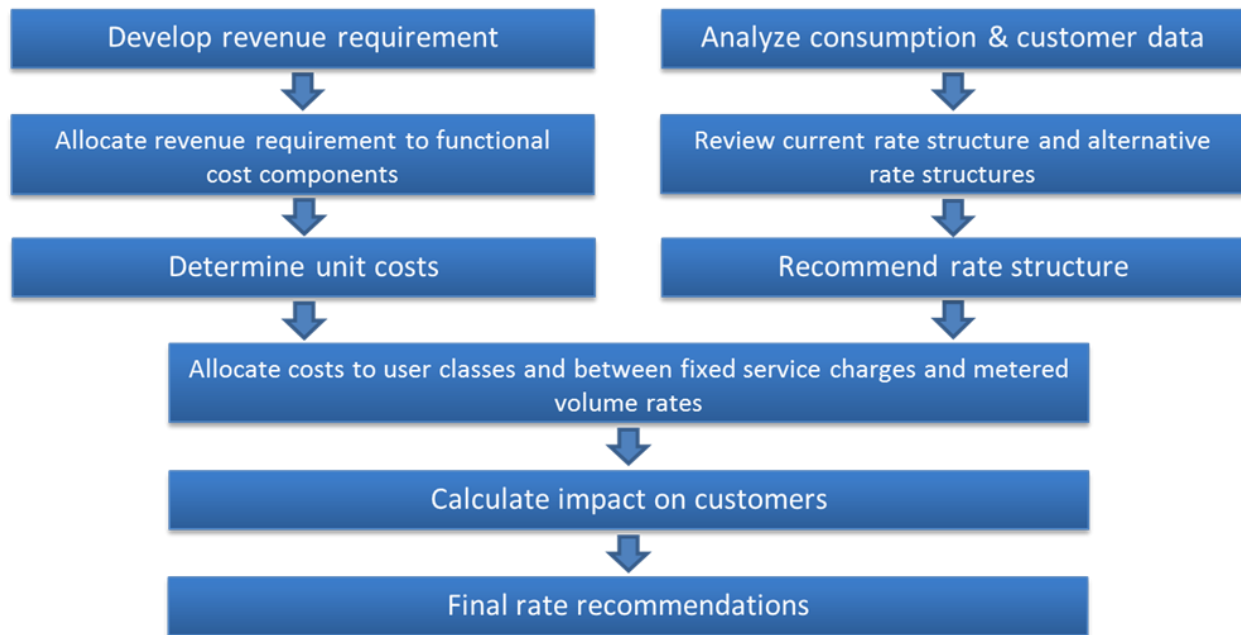 Develop revenue requirement
Analyze consumption & customer data
Allocate revenue requirement to functional
cost components
Review current rate structure and alternative
rate structures
Determine unit costs
Recommend rate structure
Allocate costs to user classes and between fixed service charges and metered
volume rates
Calculate impact on customers
Final rate recommendations